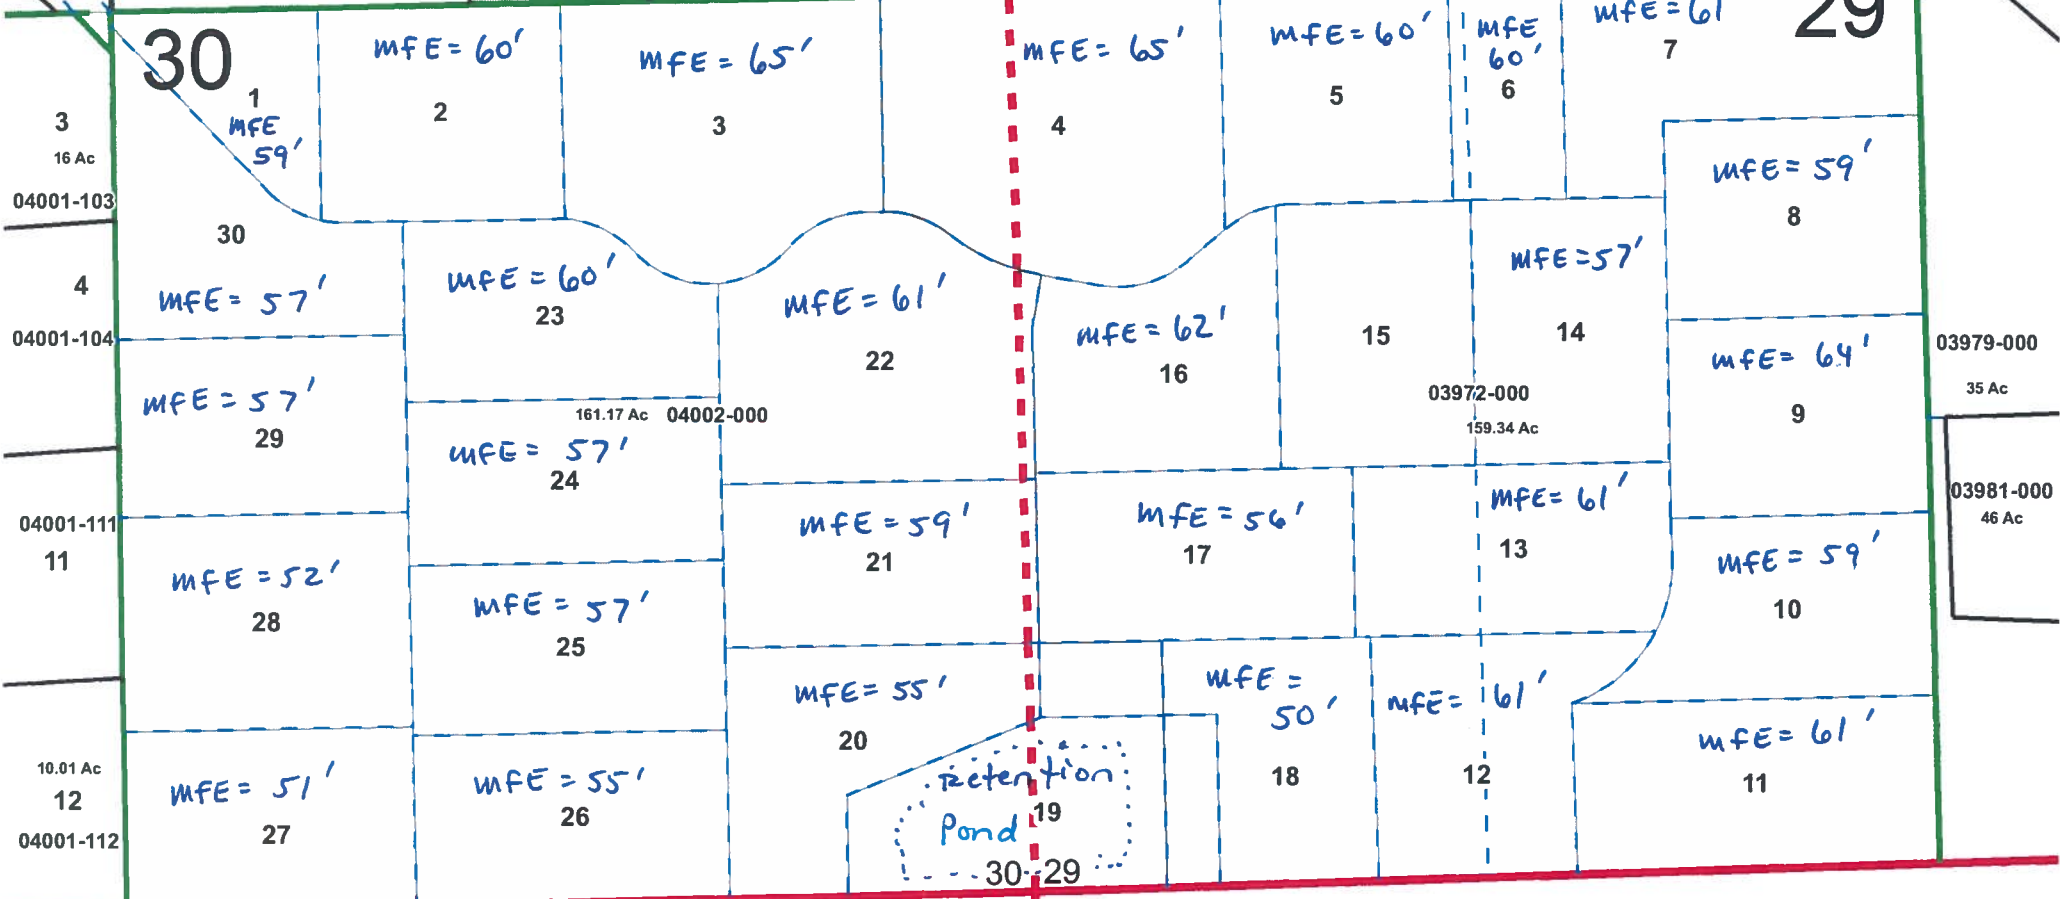 30
29
mfE = 60'
mfE = 65'
mfE = 65'
mfE = 60'
mfE
60'
mfE = 61
7
1
mfE
59'
2
3
4
5
6
3
16 Ac
04001-103
mfE = 59'
8
30
mfE = 57'
mfE = 60'
23
mfE = 61'
22
mfE = 62'
16
15
mfE = 57'
14
4
04001-104
mfE = 64'
9
03979-000
35 Ac
mfE = 57'
29
161.17 Ac 04002-000
03972-000
159.34 Ac
mfE = 57'
24
04001-111
11
mfE = 59'
21
mfE = 56'
17
mfE = 61'
13
03981-000
46 Ac
mfE = 52'
28
mfE = 57'
25
mfE = 59'
10
mfE = 55'
20
mfE =
50'
18
mfE = 61'
12
mfE = 61'
11
10.01 Ac
12
04001-112
mfE = 51'
27
mfE = 55'
26
Retention
Pond
19
30 29